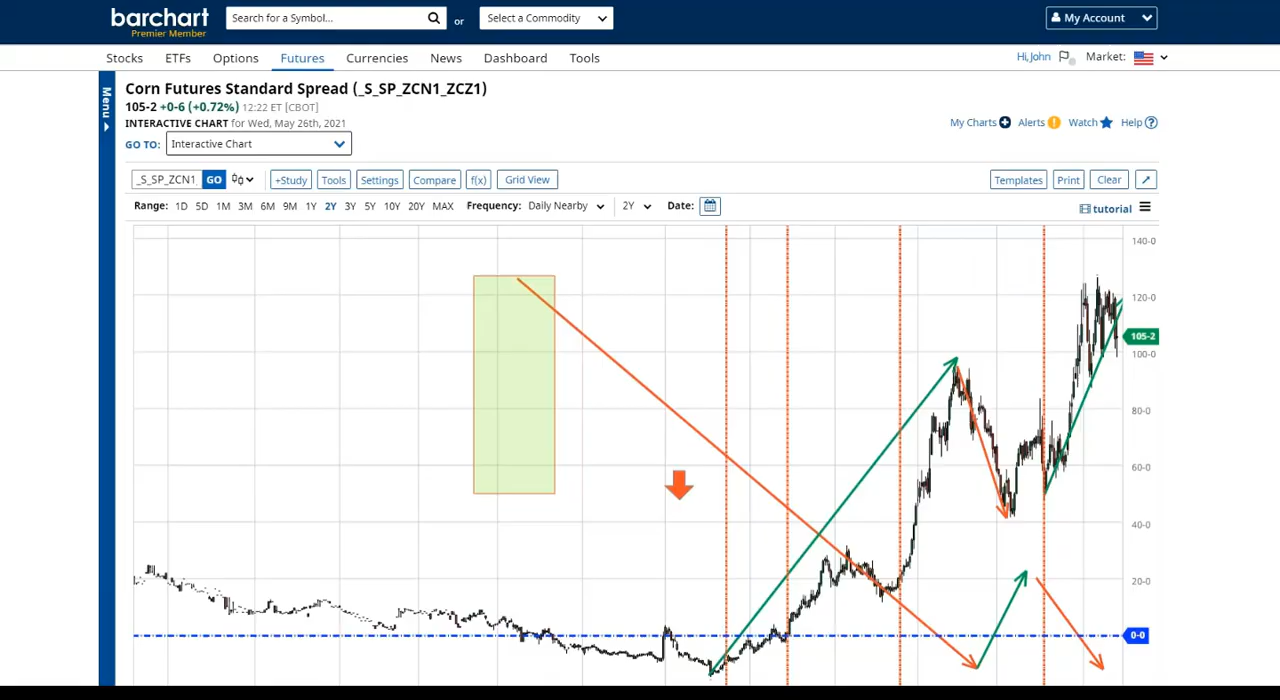 barchart
Premier Member
Search for a Symbol...
or
Select a Commodity
My Account
Stocks ETFs Options Futures Currencies News Dashboard Tools
Hi, John Market:
Menu
Corn Futures Standard Spread (_S_SP_ZCN1_ZCZ1)
105-2 +0-6 (+0.72%) 12:22 ET [CBOT]
INTERACTIVE CHART for Wed, May 26th, 2021
My Charts Alerts Watch Help
GO TO: Interactive Chart
_S_SP_ZCN1_ GO +Study Tools Settings Compare f(x) Grid View Templates Print Clear
Range: 1D 5D 1M 3M 6M 9M 1Y 2Y 3Y 5Y 10Y 20Y MAX Frequency: Daily Nearby 2Y Date:
tutorial
140-0
120-0
105-2
100-0
80-0
60-0
40-0
20-0
0-0